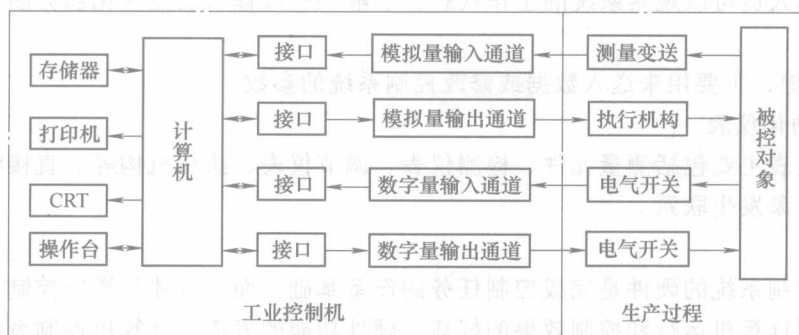 存储器
打印机
CRT
操作台
计算机
接口 模拟量输入通道 测量变送
接口 模拟量输出通道 执行机构
接口 数字量输入通道 电气开关
接口 数字量输出通道 电气开关
被控对象
工业控制机 生产过程